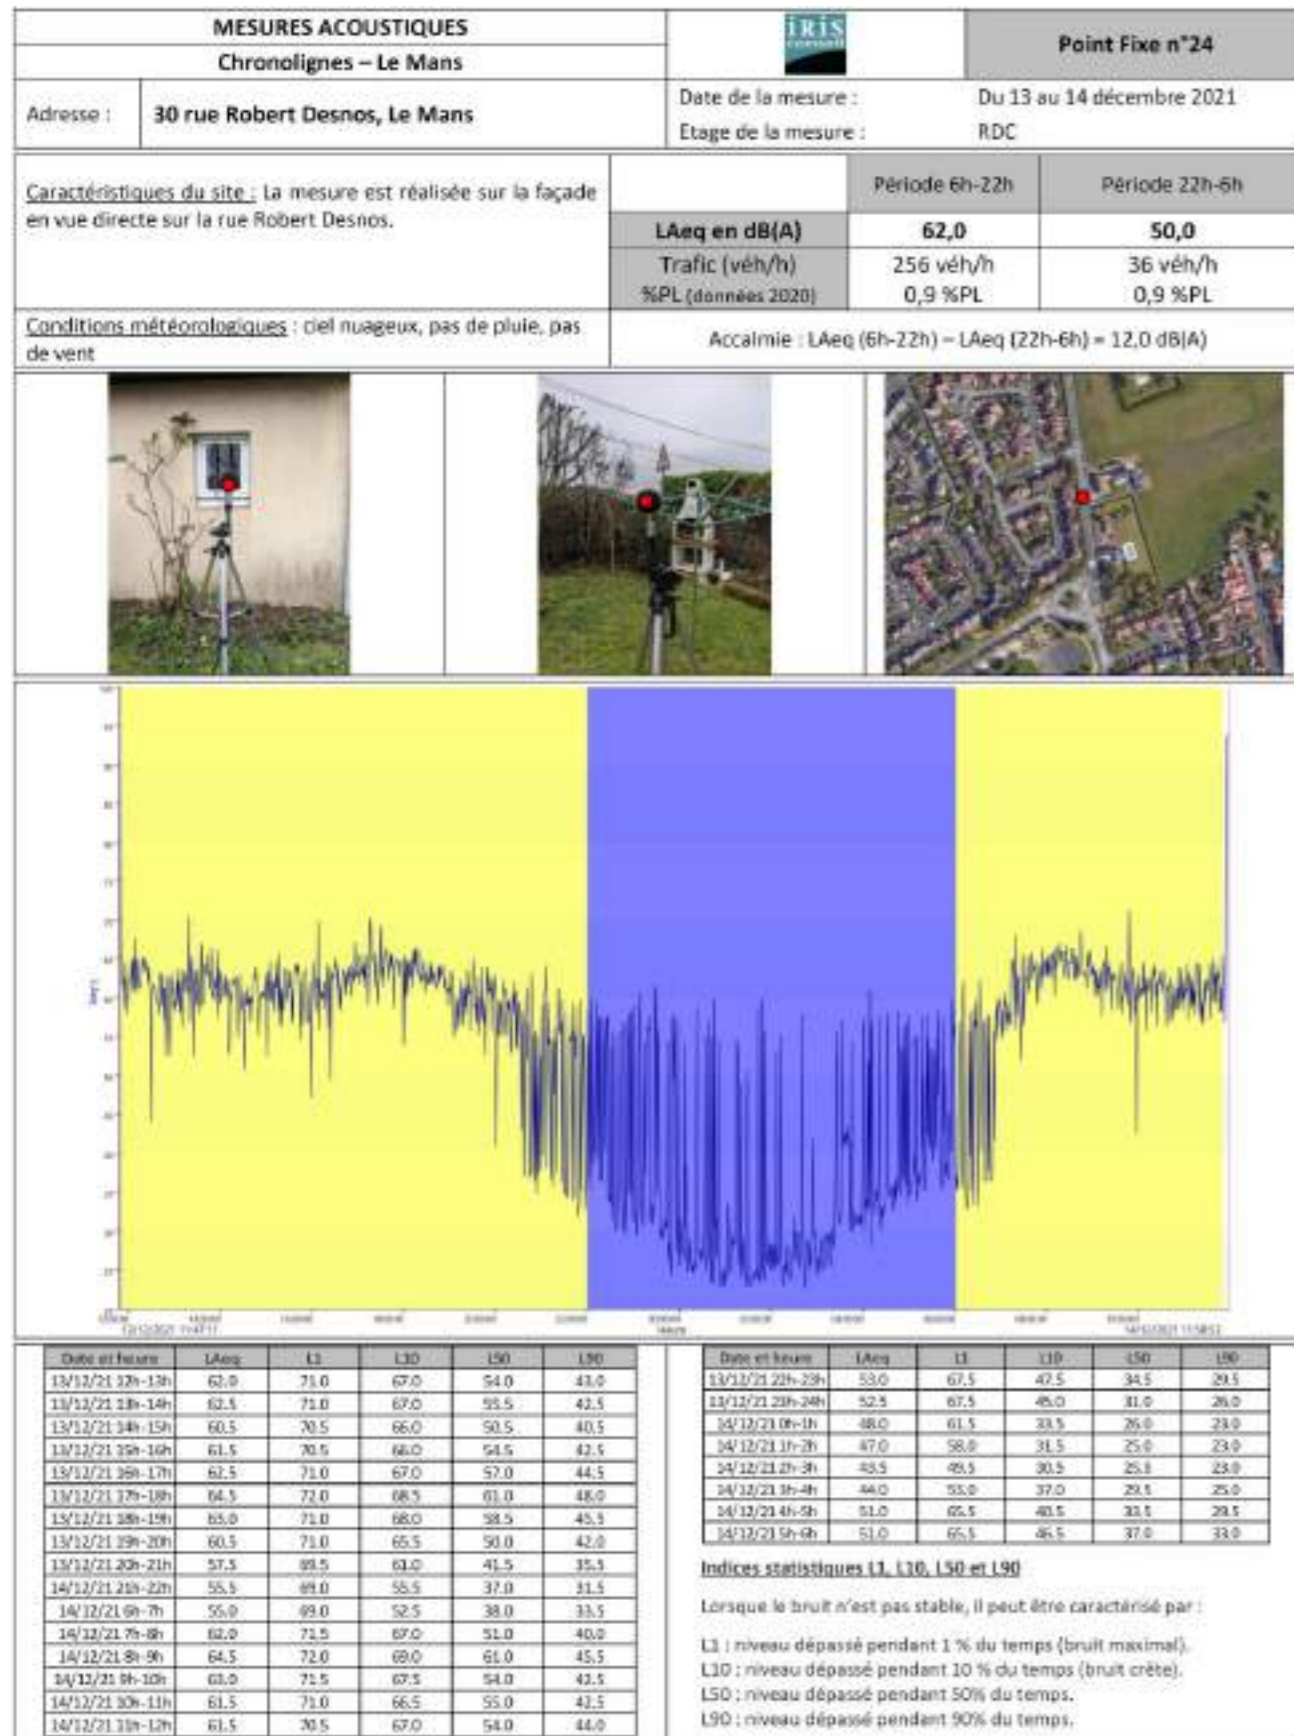 MESURES ACOUSTIQUES
Chronolignes – Le Mans
iRiS
conseil
Point Fixe n°24
Adresse :
30 rue Robert Desnos, Le Mans
Date de la mesure :
Du 13 au 14 décembre 2021
Etage de la mesure :
RDC
Caractéristiques du site : La mesure est réalisée sur la façade
en vue directe sur la rue Robert Desnos.
Période 6h-22h
Période 22h-6h
LAeq en dB(A)
62,0
50,0
Trafic (véh/h)
256 véh/h
36 véh/h
%PL (données 2020)
0,9 %PL
0,9 %PL
Conditions météorologiques : ciel nuageux, pas de pluie, pas
de vent
Accalmie : LAeq (6h-22h) – LAeq (22h-6h) = 12,0 dB(A)
Date et heure LAeq L1 L10 L50 L90
13/12/21 12h-13h 62.0 71.0 67.0 54.0 43.0
13/12/21 13h-14h 62.5 71.0 67.0 55.5 42.5
13/12/21 14h-15h 60.5 70.5 66.0 50.5 40.5
13/12/21 15h-16h 61.5 70.5 66.0 54.5 42.5
13/12/21 16h-17h 62.5 71.0 67.0 57.0 44.5
13/12/21 17h-18h 64.5 72.0 68.5 61.0 48.0
13/12/21 18h-19h 63.0 71.0 68.0 58.5 45.5
13/12/21 19h-20h 60.5 71.0 65.5 50.0 42.0
13/12/21 20h-21h 57.5 69.5 61.0 41.5 35.5
14/12/21 21h-22h 55.5 69.0 55.5 37.0 31.5
14/12/21 6h-7h 55.0 69.0 52.5 38.0 33.5
14/12/21 7h-8h 62.0 71.5 67.0 51.0 40.0
14/12/21 8h-9h 64.5 72.0 69.0 61.0 45.5
14/12/21 9h-10h 63.0 71.5 67.5 54.0 42.5
14/12/21 10h-11h 61.5 71.0 66.5 55.0 42.5
14/12/21 11h-12h 61.5 70.5 67.0 54.0 44.0
Date et heure LAeq L1 L10 L50 L90
13/12/21 22h-23h 53.0 67.5 47.5 34.5 29.5
13/12/21 23h-24h 52.5 67.5 45.0 31.0 26.0
14/12/21 0h-1h 48.0 61.5 33.5 26.0 23.0
14/12/21 1h-2h 47.0 58.0 31.5 25.0 23.0
14/12/21 2h-3h 43.5 49.5 30.5 25.5 23.0
14/12/21 3h-4h 44.0 53.0 37.0 29.5 25.0
14/12/21 4h-5h 51.0 65.5 40.5 33.5 29.5
14/12/21 5h-6h 51.0 65.5 46.5 37.0 33.0
Indices statistiques L1, L10, L50 et L90
Lorsque le bruit n'est pas stable, il peut être caractérisé par :
L1 : niveau dépassé pendant 1 % du temps (bruit maximal).
L10 : niveau dépassé pendant 10 % du temps (bruit crête).
L50 : niveau dépassé pendant 50% du temps.
L90 : niveau dépassé pendant 90% du temps.